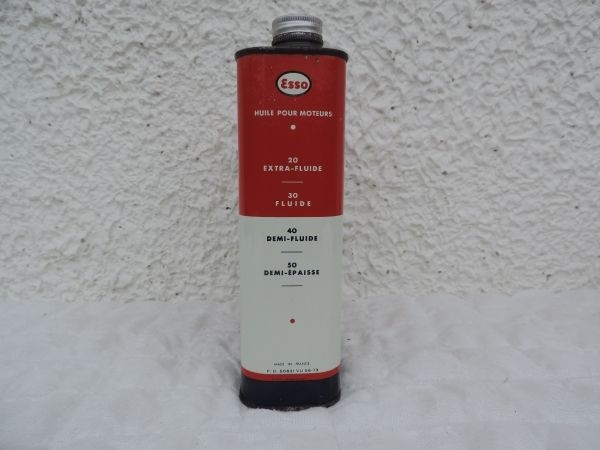 Esso
HUILE POUR MOTEURS
20
EXTRA-FLUIDE
30
FLUIDE
40
DEMI-FLUIDE
50
DEMI-ÉPAISSE
MADE IN FRANCE